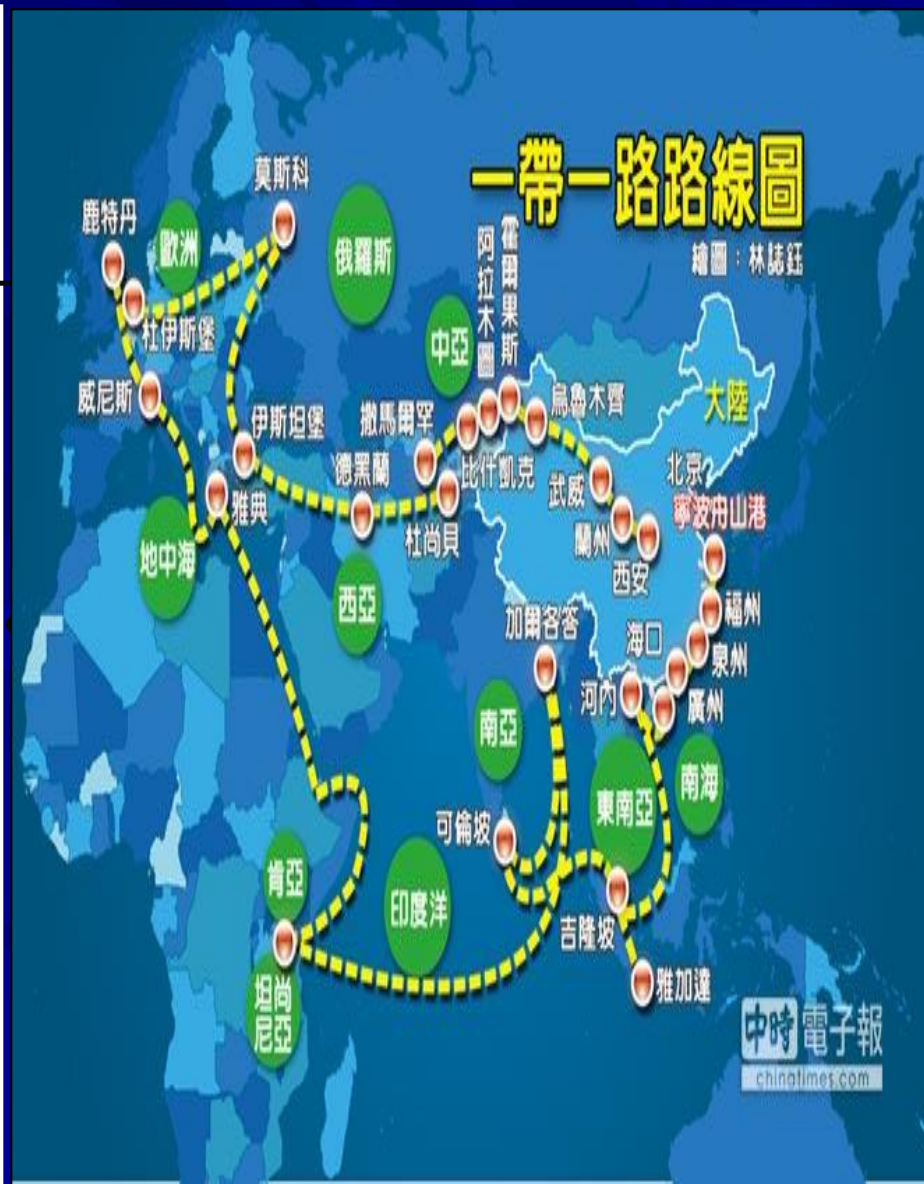 一帶一路路線圖
繪圖：林誌鈺
莫斯科
鹿特丹
歐洲
俄羅斯
杜伊斯堡
中亞
阿拉木圖
霍爾果斯
威尼斯
伊斯坦堡
撒馬爾罕
烏魯木齊
大陸
德黑蘭
比什凱克
武威
北京
雅典
寧波舟山港
杜尚貝
蘭州
地中海
西安
西亞
福州
加爾各答
海口
泉州
河內
廣州
南亞
南海
東南亞
可倫坡
肯亞
印度洋
吉隆坡
坦尚
尼亞
雅加達
中時電子報
chinatimes.com